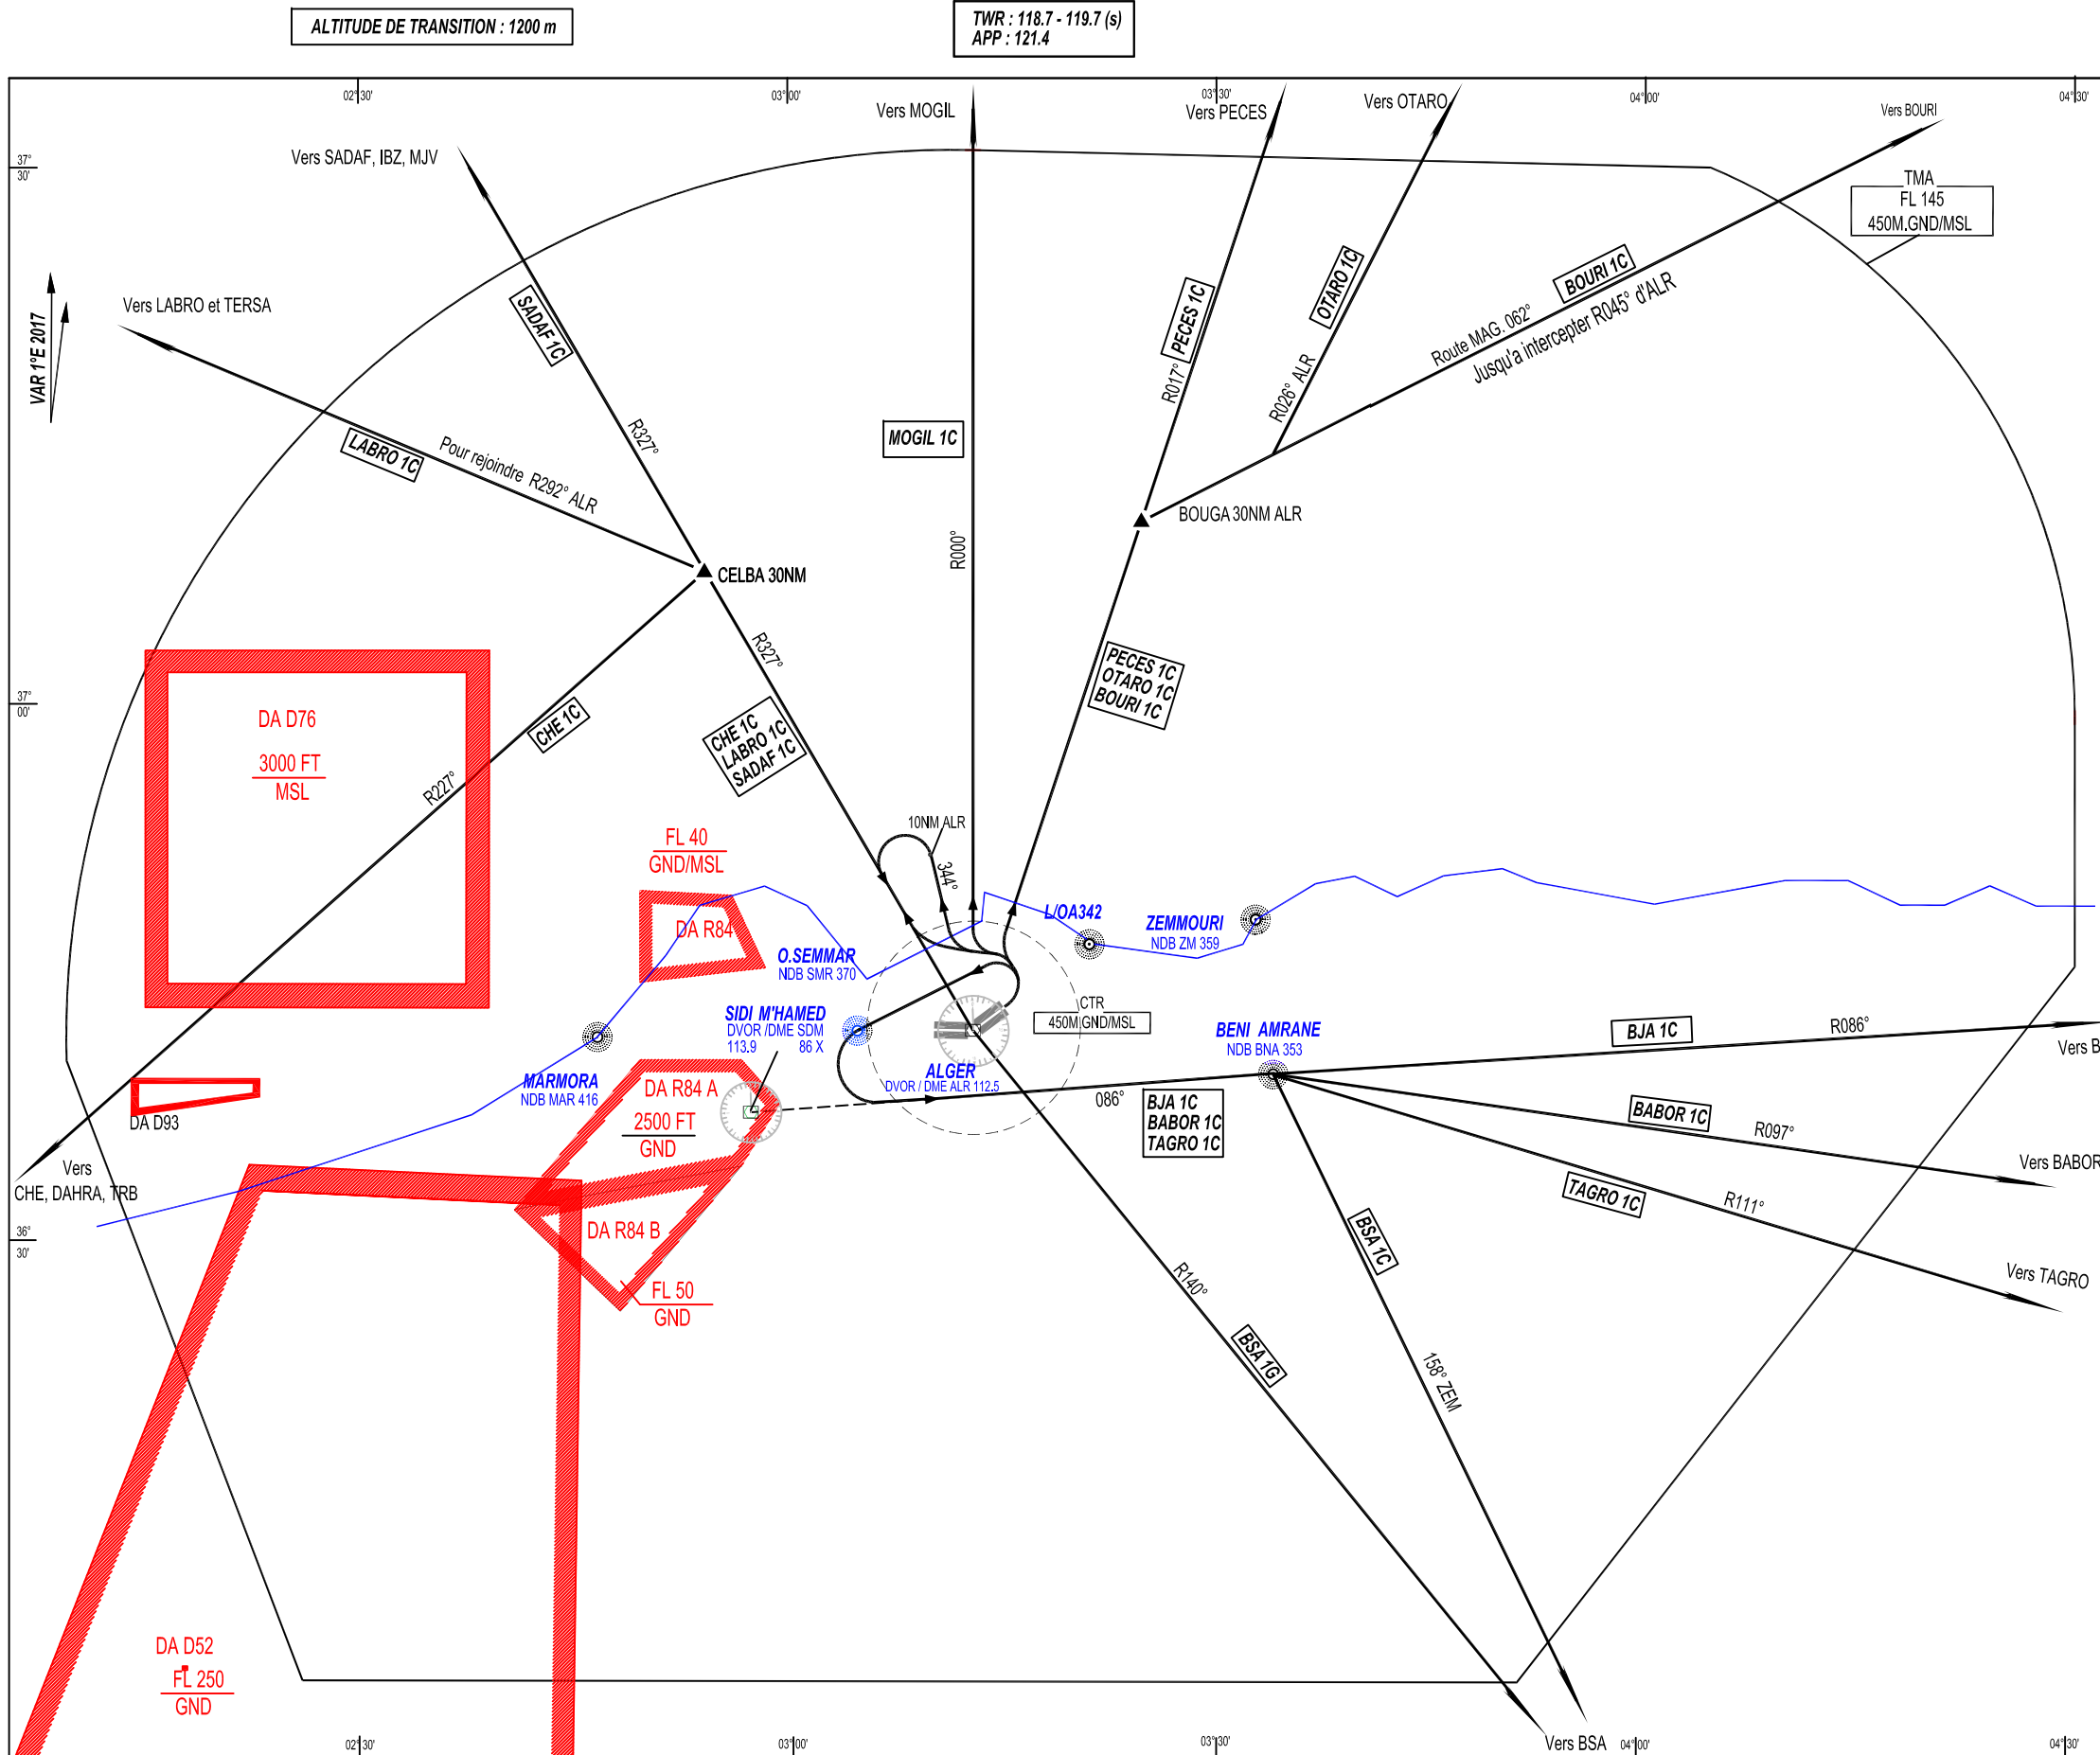 ALTITUDE DE TRANSITION : 1200 m
TWR : 118.7 - 119.7 (s)
APP : 121.4
02°30'
03°00'
03°30'
04°00'
04°30'
Vers MOGIL
Vers PECES
Vers OTARO
Vers BOURI
Vers SADAF, IBZ, MJV
37°
30'
TMA
FL 145
450M.GND/MSL
VAR 1°E 2017
Vers LABRO et TERSA
SADAF 1C
PECES 1C
R017°
OTARO 1C
R026° ALR
BOURI 1C
Route MAG. 062°
Jusqu'a intercepter R045° d'ALR
LABRO 1C
Pour rejoindre R292° ALR
R327°
MOGIL 1C
R000°
BOUGA 30NM ALR
CELBA 30NM
R327°
37°
00'
DA D76
3000 FT
MSL
CHE 1C
R227°
CHE 1C
LABRO 1C
SADAF 1C
PECES 1C
OTARO 1C
BOURI 1C
FL 40
GND/MSL
DA R84
10NM ALR
344°
L/OA342
ZEMMOURI
NDB ZM 359
O.SEMMAR
NDB SMR 370
SIDI M'HAMED
DVOR /DME SDM
113.9 86 X
CTR
450M.GND/MSL
BENI AMRANE
NDB BNA 353
BJA 1C
R086°
Vers B
MARMORA
NDB MAR 416
ALGER
DVOR / DME ALR 112.5
086°
BJA 1C
BABOR 1C
TAGRO 1C
BABOR 1C
R097°
Vers BABOR
TAGRO 1C
R111°
Vers TAGRO
DA D93
DA R84 A
2500 FT
GND
Vers
CHE, DAHRA, TRB
36°
30'
DA R84 B
FL 50
GND
R140°
BSA 1G
BSA 1C
158° ZEM
DA D52
FL 250
GND
Vers BSA
02°30'
03°00'
03°30'
04°00'
04°30'